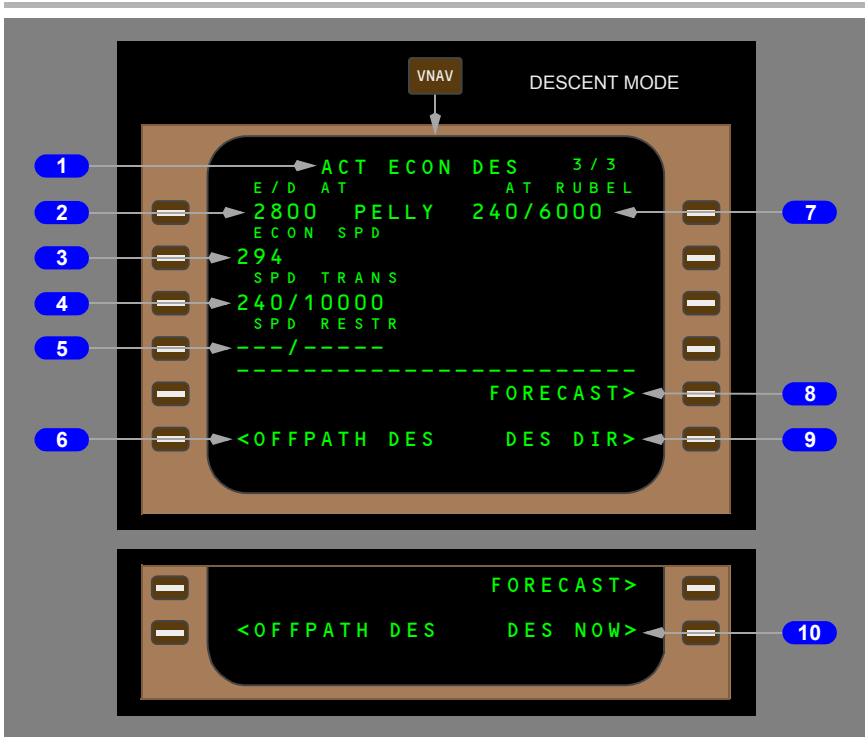 VNAV
DESCENT MODE
1
ACT ECON DES 3/3
E/D AT AT RUBEL
2
2800 PELLY 240/6000
7
ECON SPD
3
294
SPD TRANS
4
240/10000
SPD RESTR
5
---/-----
------------------------
FORECAST>
8
6
<OFFPATH DES DES DIR>
9
FORECAST>
<OFFPATH DES DES NOW>
10